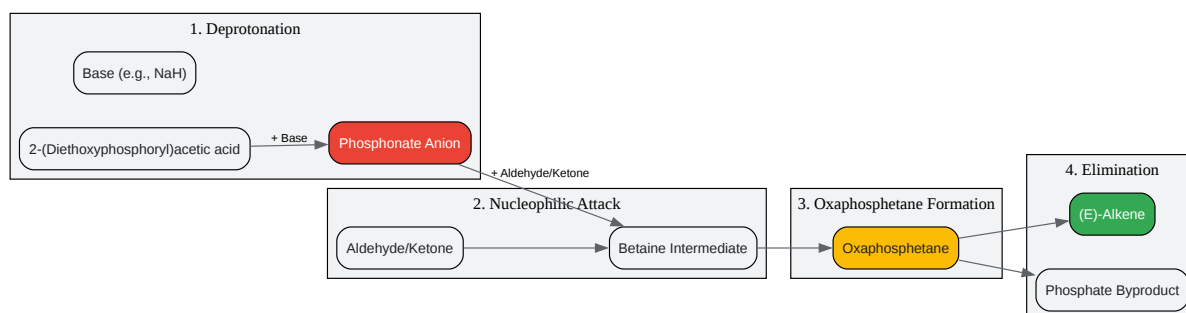 1. Deprotonation
Base (e.g., NaH)
2-(Diethoxyphosphoryl)acetic acid
+ Base
Phosphonate Anion
+ Aldehyde/Ketone
2. Nucleophilic Attack
Aldehyde/Ketone
Betaine Intermediate
3. Oxaphosphetane Formation
Oxaphosphetane
4. Elimination
(E)-Alkene
Phosphate Byproduct